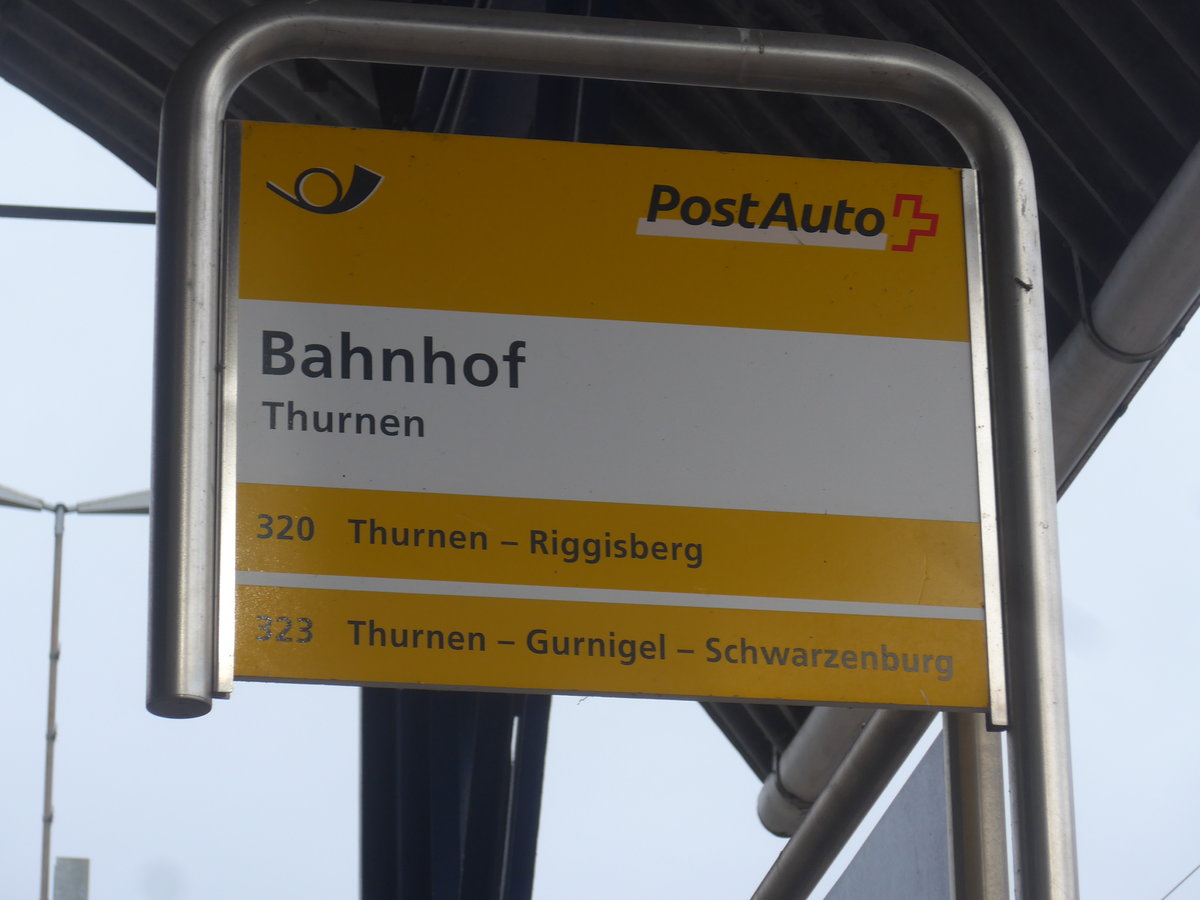 PostAuto
Bahnhof
Thurnen
320 Thurnen – Riggisberg
323 Thurnen – Gurnigel – Schwarzenburg